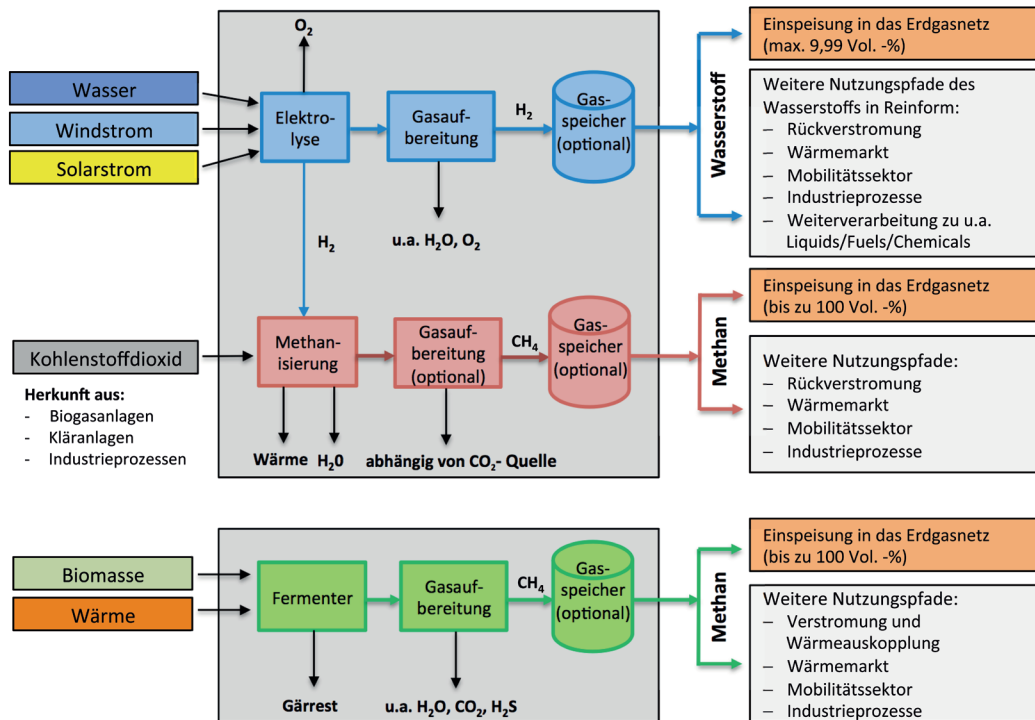 O₂
Wasser
Windstrom
Solarstrom
Elektro-
lyse
Gasauf-
bereitung
H₂
Gas-
speicher
(optional)
Wasserstoff
Einspeisung in das Erdgasnetz
(max. 9,99 Vol. -%)
Weitere Nutzungspfade des
Wasserstoffs in Reinform:
– Rückverstromung
– Wärmemarkt
– Mobilitätssektor
– Industrieprozesse
– Weiterverarbeitung zu u.a.
Liquids/Fuels/Chemicals
H₂
u.a. H₂O, O₂
Kohlenstoffdioxid
Herkunft aus:
- Biogasanlagen
- Kläranlagen
- Industrieprozessen
Methan-
isierung
Gasauf-
bereitung
(optional)
CH₄
Gas-
speicher
(optional)
Methan
Einspeisung in das Erdgasnetz
(bis zu 100 Vol. -%)
Weitere Nutzungspfade:
– Rückverstromung
– Wärmemarkt
– Mobilitätssektor
– Industrieprozesse
Wärme H₂0 abhängig von CO₂- Quelle
Biomasse
Wärme
Fermenter
Gasauf-
bereitung
CH₄
Gas-
speicher
(optional)
Methan
Einspeisung in das Erdgasnetz
(bis zu 100 Vol. -%)
Weitere Nutzungspfade:
– Verstromung und
Wärmeauskopplung
– Wärmemarkt
– Mobilitätssektor
– Industrieprozesse
Gärrest
u.a. H₂O, CO₂, H₂S